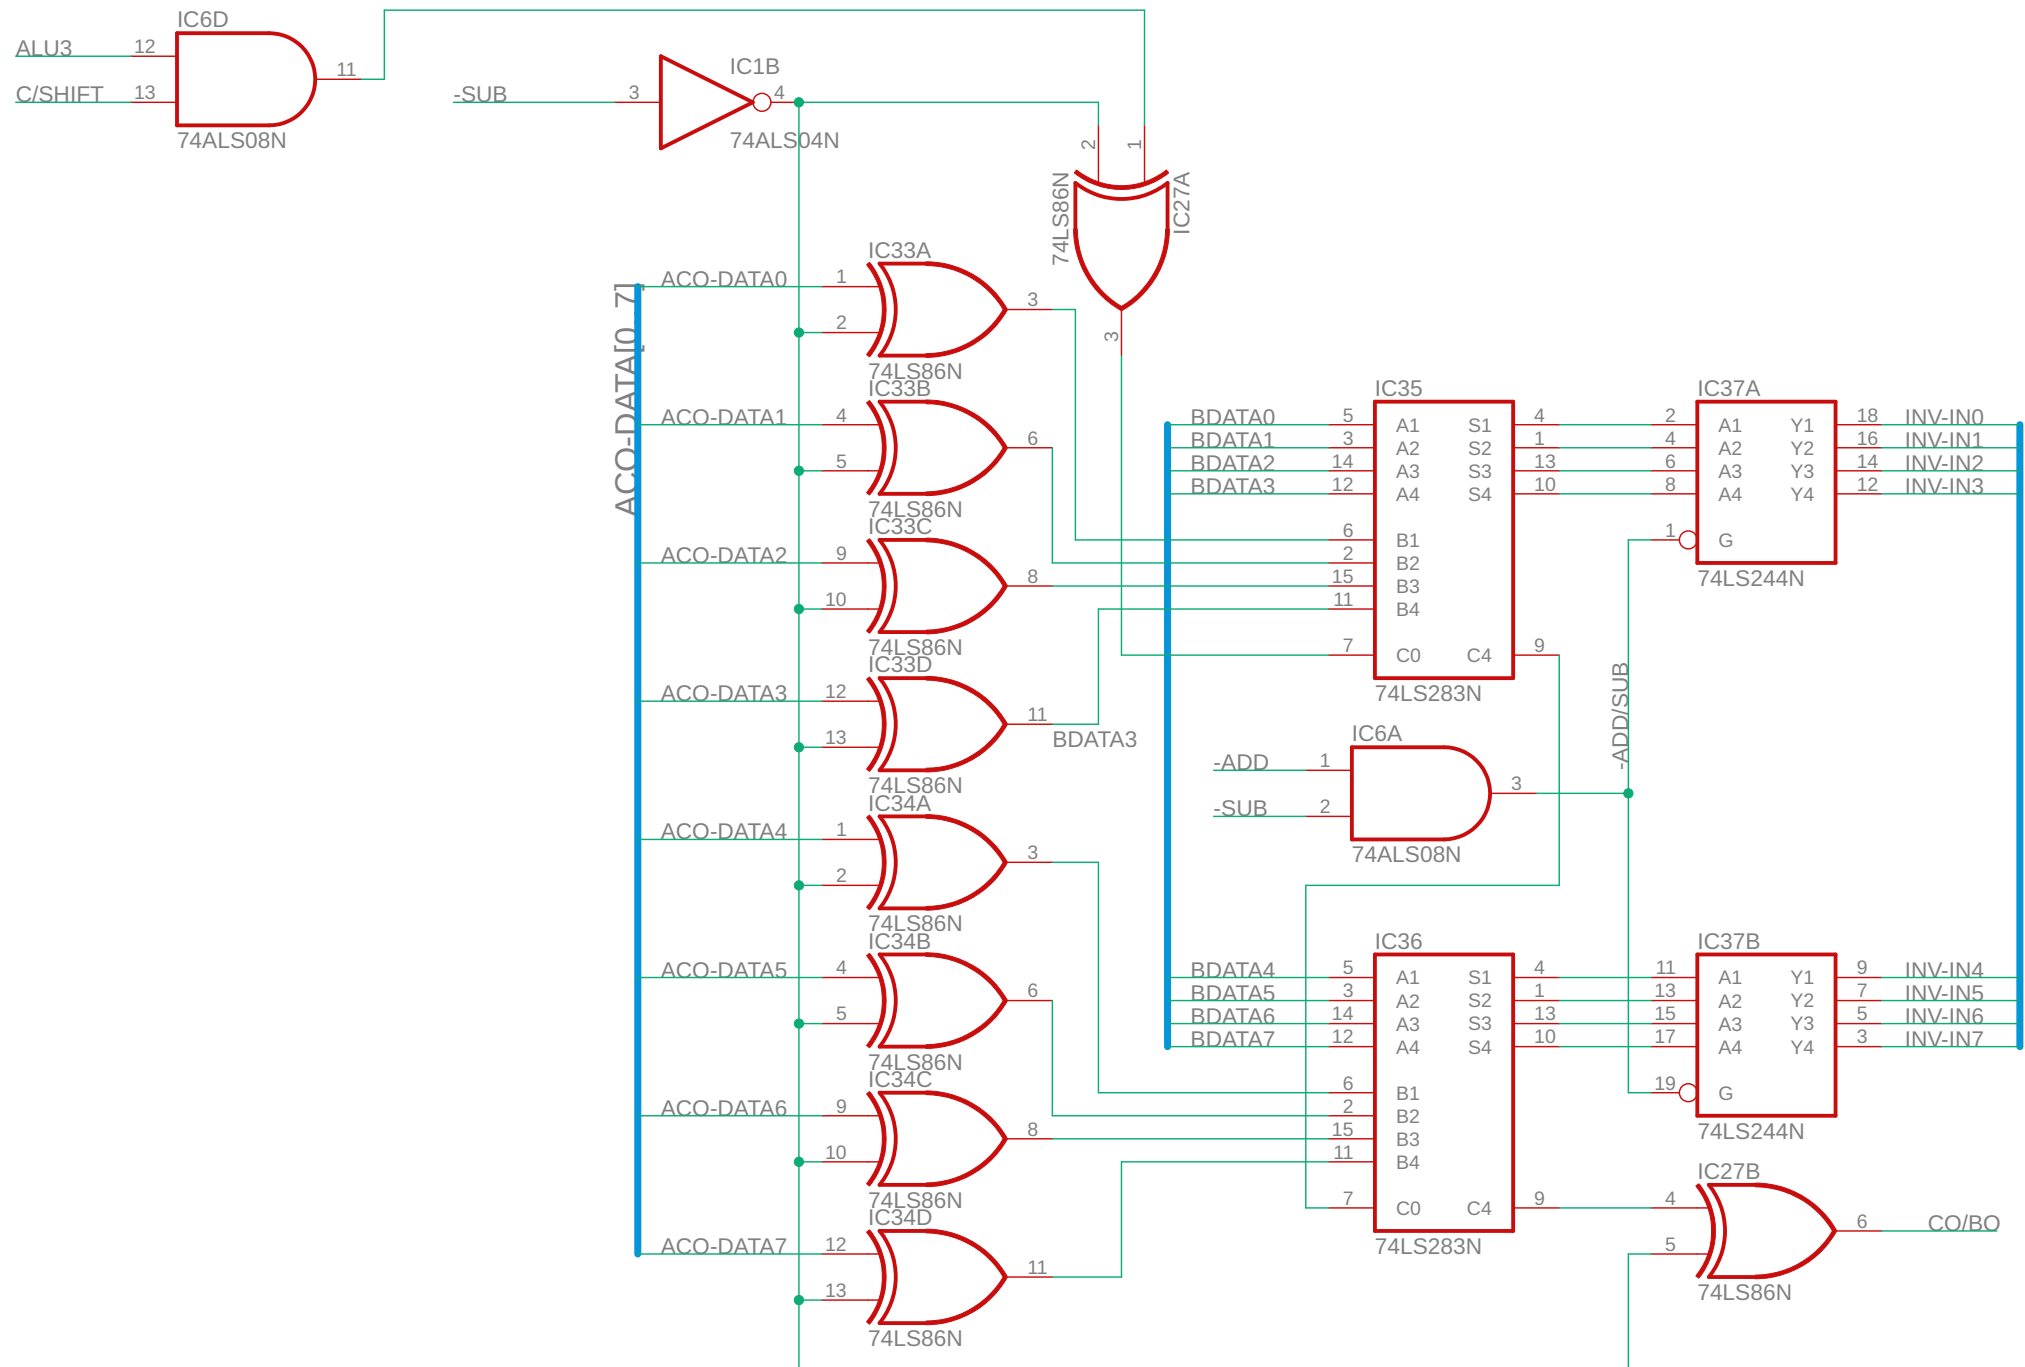 IC6D
ALU3 12
11
C/SHIFT 13
74ALS08N
IC1B
-SUB 3 4
74ALS04N
2 1
74LS86N
IC27A
3
ACO-DATA[0..7]
IC33A
ACO-DATA0 1
3
2
74LS86N
IC33B
ACO-DATA1 4
6
5
74LS86N
IC33C
ACO-DATA2 9
8
10
74LS86N
IC33D
ACO-DATA3 12
11
BDATA3
13
74LS86N
IC34A
ACO-DATA4 1
3
2
74LS86N
IC34B
ACO-DATA5 4
6
5
74LS86N
IC34C
ACO-DATA6 9
8
10
74LS86N
IC34D
ACO-DATA7 12
11
13
74LS86N
IC35
BDATA0 5 A1 S1 4
BDATA1 3 A2 S2 1
BDATA2 14 A3 S3 13
BDATA3 12 A4 S4 10
6 B1
2 B2
15 B3
11 B4
7 C0 C4 9
74LS283N
IC37A
2 A1 Y1 18 INV-IN0
4 A2 Y2 16 INV-IN1
6 A3 Y3 14 INV-IN2
8 A4 Y4 12 INV-IN3
1 G
74LS244N
-ADD/SUB
IC6A
-ADD 1
3
-SUB 2
74ALS08N
IC36
BDATA4 5 A1 S1 4
BDATA5 3 A2 S2 1
BDATA6 14 A3 S3 13
BDATA7 12 A4 S4 10
6 B1
2 B2
15 B3
11 B4
7 C0 C4 9
74LS283N
IC37B
11 A1 Y1 9 INV-IN4
13 A2 Y2 7 INV-IN5
15 A3 Y3 5 INV-IN6
17 A4 Y4 3 INV-IN7
19 G
74LS244N
IC27B
4
6 CO/BO
5
74LS86N